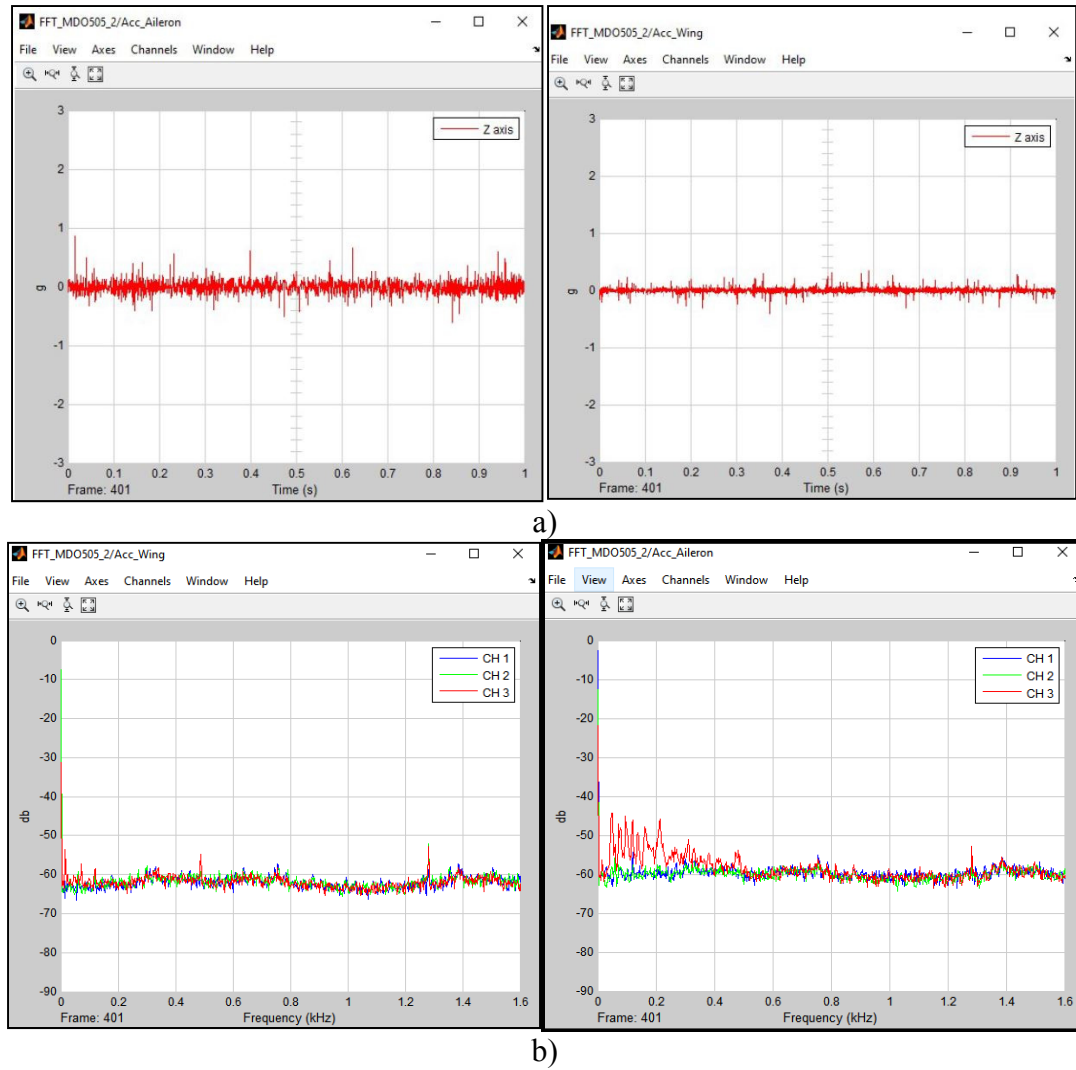 FFT_MDO505_2/Acc_Aileron
File View Axes Channels Window Help
Z axis
3
2
1
0
-1
-2
-3
g
0 0.1 0.2 0.3 0.4 0.5 0.6 0.7 0.8 0.9 1
Frame: 401 Time (s)
FFT_MDO505_2/Acc_Wing
File View Axes Channels Window Help
Z axis
3
2
1
0
-1
-2
-3
g
0 0.1 0.2 0.3 0.4 0.5 0.6 0.7 0.8 0.9 1
Frame: 401 Time (s)
a)
FFT_MDO505_2/Acc_Wing
File View Axes Channels Window Help
CH 1
CH 2
CH 3
0
-10
-20
-30
-40
-50
-60
-70
-80
-90
db
0 0.2 0.4 0.6 0.8 1 1.2 1.4 1.6
Frame: 401 Frequency (kHz)
FFT_MDO505_2/Acc_Aileron
File View Axes Channels Window Help
CH 1
CH 2
CH 3
0
-10
-20
-30
-40
-50
-60
-70
-80
-90
db
0 0.2 0.4 0.6 0.8 1 1.2 1.4 1.6
Frame: 401 Frequency (kHz)
b)